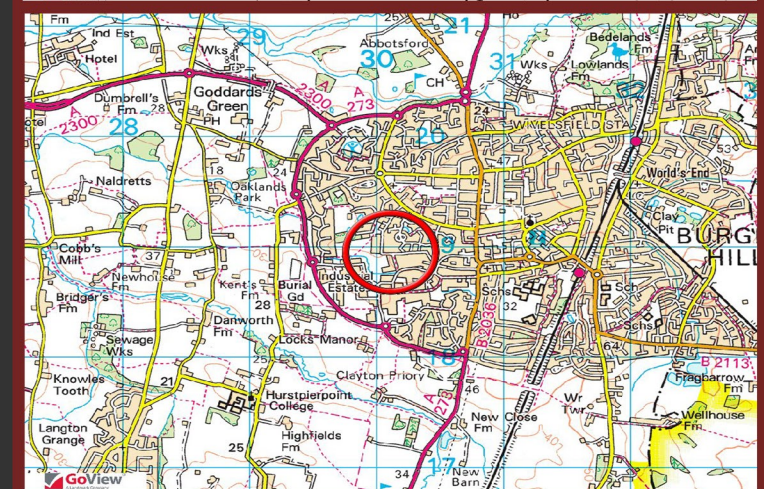 Fm
Ind Est
Hotel
Wks
29
Abbotsford
30
25
21
Ho
31
Bedelands
Fm
Wks
Lowlands
Fm
CH
A
2300
A
273
Dumbrell's
Fm
28
Goddards
Green
PH
A
2300
28
24
20
WIVELSFIELD STA
53
47
World's End
Naldretts
18
24
Oaklands
Park
Clay
Pit
BURG
HILL
Cobb's
Mill
37
Newhouse
Fm
Kent's
Fm
Burial
Gd
Industrial
Estate
19
Schs
32
Sch
Bridger's
Fm
28
Danworth
Fm
Locks Manor
B 2036
Schs
64
Sewage
Wks
25
18
B 2113
Knowles
Tooth
21
Clayton Priory
46
Fragbarrow
Fm
Hurstpierpoint
College
A
273
New Close
Fm
Wr
Twr
Wellhouse
Fm
Langton
Grange
25
Highfields
Fm
34
17
New
Barn
GoView